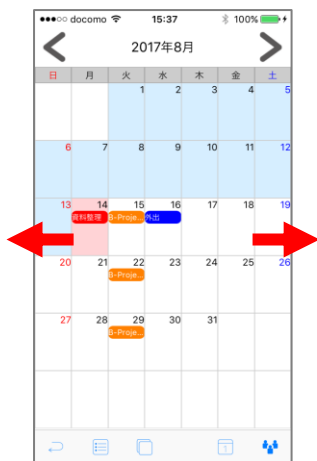 docomo 15:37 100%
2017年8月
日 月 火 水 木 金 土
1 2 3 4 5
6 7 8 9 10 11 12
13 14 15 16 17 18 19
資料整理 B-Proje... 外出
20 21 22 23 24 25 26
B-Proje...
27 28 29 30 31
B-Proje...
1